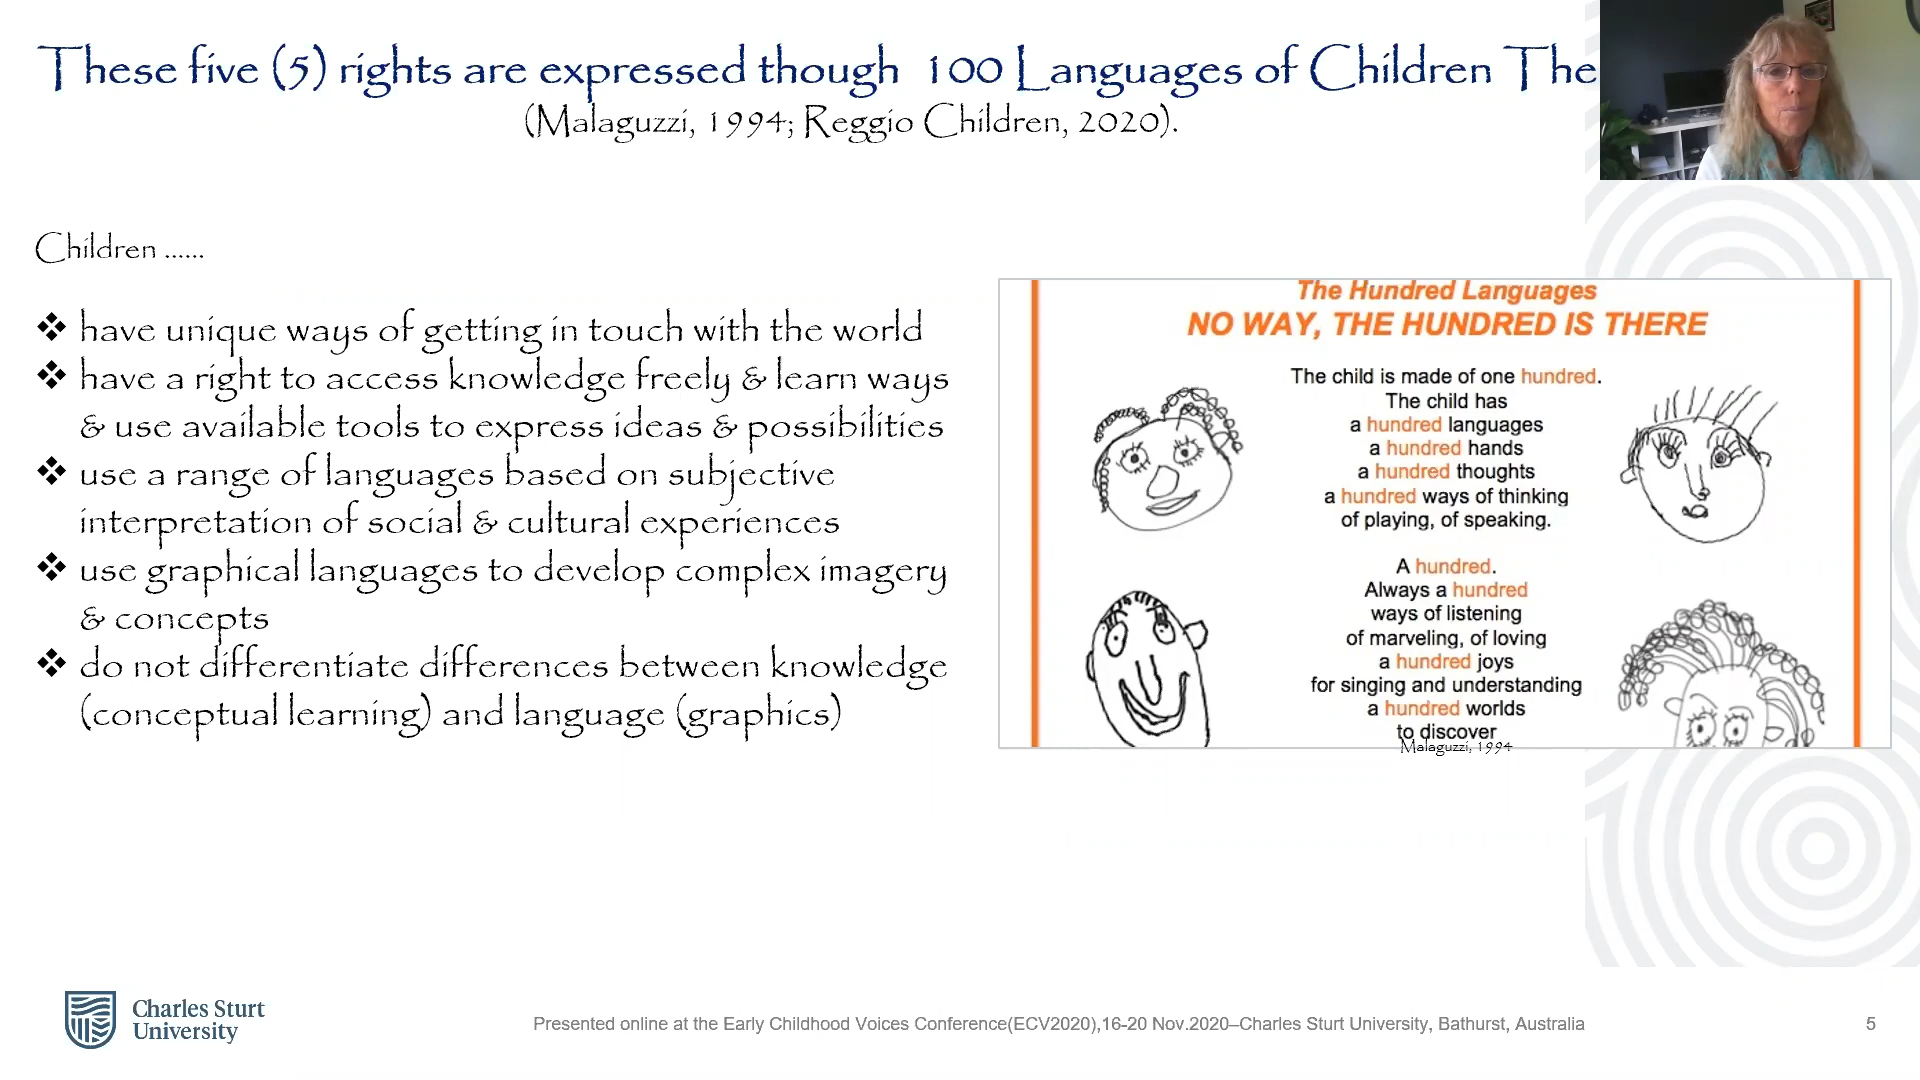 These five (5) rights are expressed though 100 Languages of Children The
(Malaguzzi, 1994; Reggio Children, 2020).
Children ......
❖ have unique ways of getting in touch with the world
❖ have a right to access knowledge freely & learn ways
& use available tools to express ideas & possibilities
❖ use a range of languages based on subjective
interpretation of social & cultural experiences
❖ use graphical languages to develop complex imagery
& concepts
❖ do not differentiate differences between knowledge
(conceptual learning) and language (graphics)
The Hundred Languages
NO WAY, THE HUNDRED IS THERE
The child is made of one hundred.
The child has
a hundred languages
a hundred hands
a hundred thoughts
a hundred ways of thinking
of playing, of speaking.
A hundred.
Always a hundred
ways of listening
of marveling, of loving
a hundred joys
for singing and understanding
a hundred worlds
to discover
Malaguzzi, 1994
Charles Sturt
University
Presented online at the Early Childhood Voices Conference(ECV2020),16-20 Nov.2020–Charles Sturt University, Bathurst, Australia
5